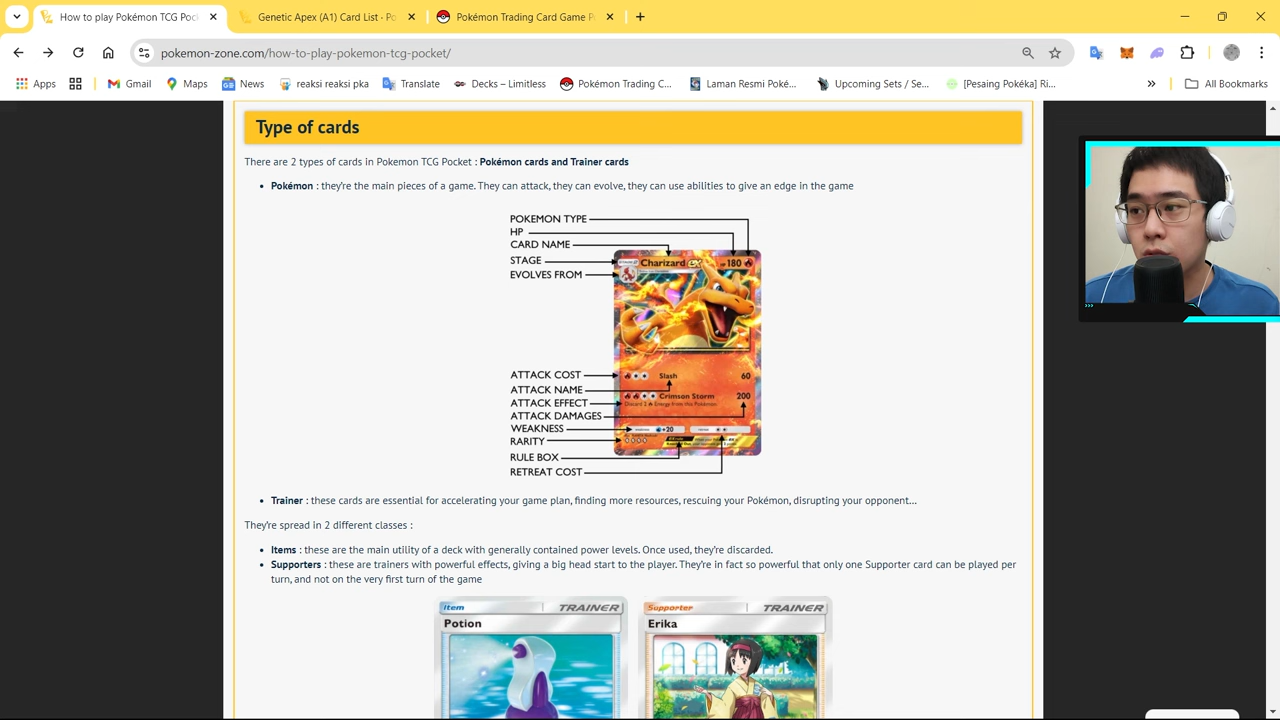 How to play Pokémon TCG Poc
Genetic Apex (A1) Card List · Po
Pokémon Trading Card Game P
pokemon-zone.com/how-to-play-pokemon-tcg-pocket/
Apps
Gmail
Maps
News
reaksi reaksi pka
Translate
Decks – Limitless
Pokémon Trading C...
Laman Resmi Poké...
Upcoming Sets / Se...
[Pesaing Pokéka] Ri...
»
All Bookmarks
Type of cards
There are 2 types of cards in Pokemon TCG Pocket : Pokémon cards and Trainer cards
• Pokémon : they're the main pieces of a game. They can attack, they can evolve, they can use abilities to give an edge in the game
POKEMON TYPE
HP
CARD NAME
STAGE
EVOLVES FROM
Charizard ex
HP 180
ATTACK COST
ATTACK NAME
ATTACK EFFECT
ATTACK DAMAGES
WEAKNESS
RARITY
RULE BOX
RETREAT COST
Slash 60
Crimson Storm 200
+20
• Trainer : these cards are essential for accelerating your game plan, finding more resources, rescuing your Pokémon, disrupting your opponent...
They're spread in 2 different classes :
• Items : these are the main utility of a deck with generally contained power levels. Once used, they're discarded.
• Supporters : these are trainers with powerful effects, giving a big head start to the player. They're in fact so powerful that only one Supporter card can be played per
turn, and not on the very first turn of the game
Item TRAINER
Potion
Supporter TRAINER
Erika